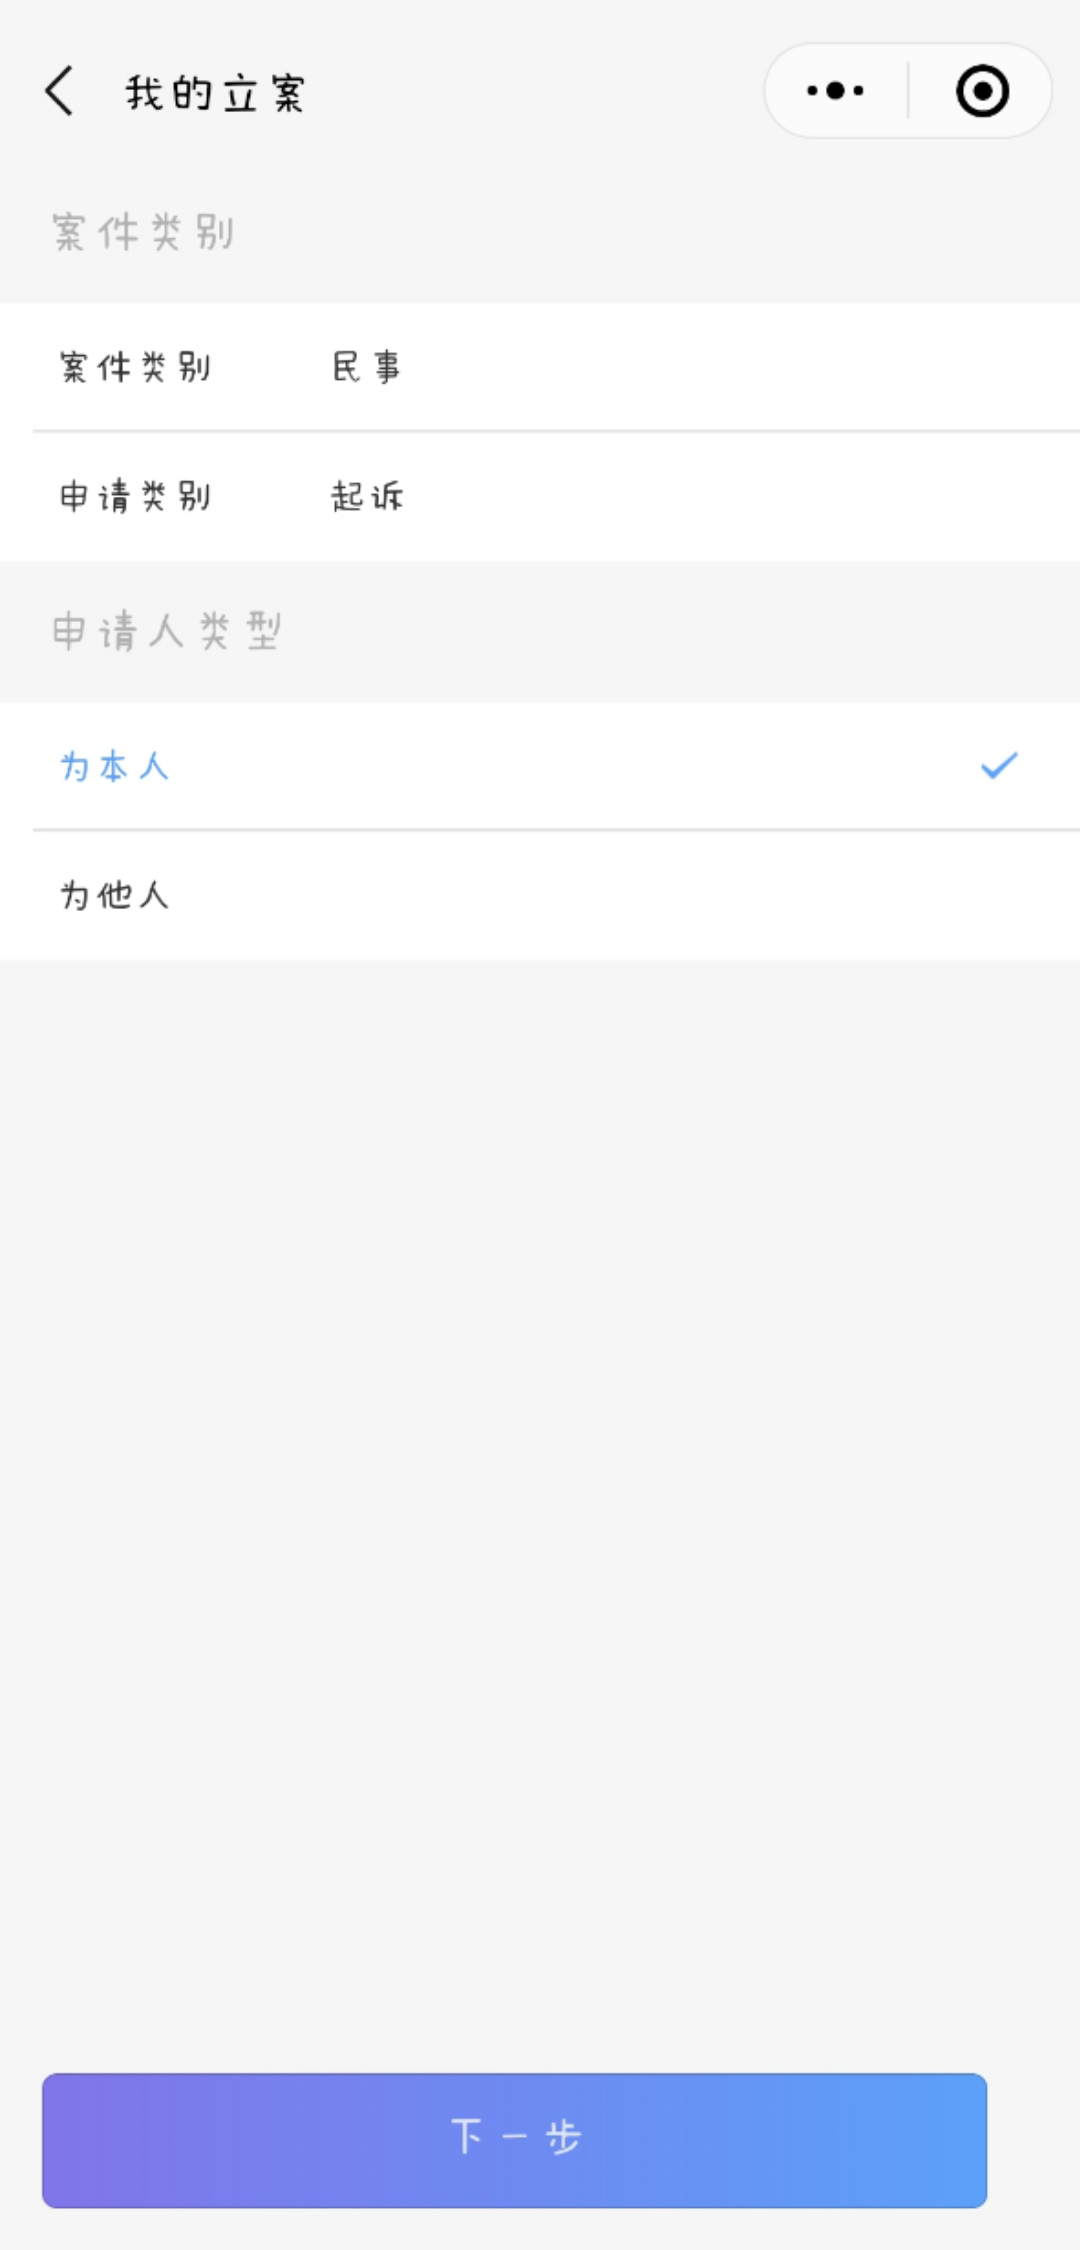 我的立案
案件类别
案件类别 民事
申请类别 起诉
申请人类型
为本人
为他人
下一步